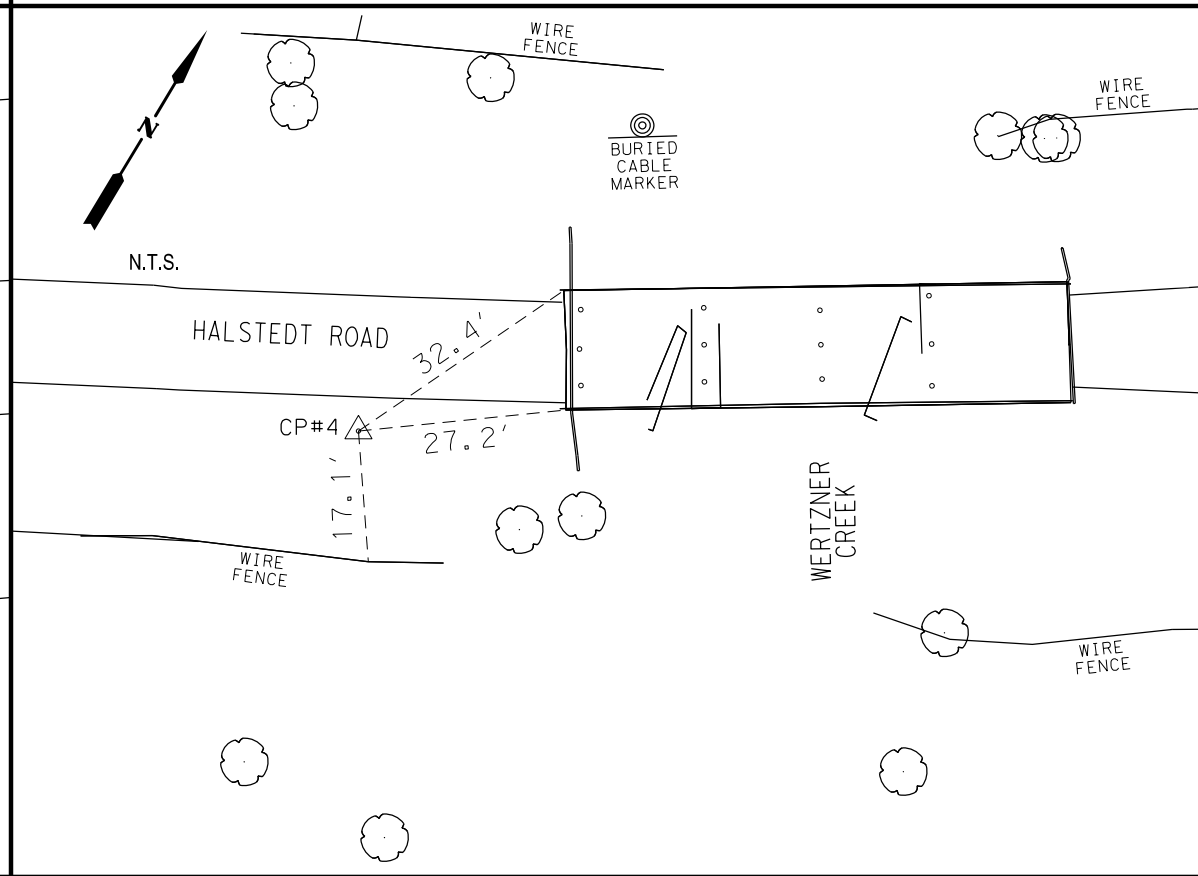 WIRE
FENCE
WIRE
FENCE
N
BURIED
CABLE
MARKER
N.T.S.
HALSTEDT ROAD
32.4'
CP#4
27.2'
17.1'
WERTZNER
CREEK
WIRE
FENCE
WIRE
FENCE